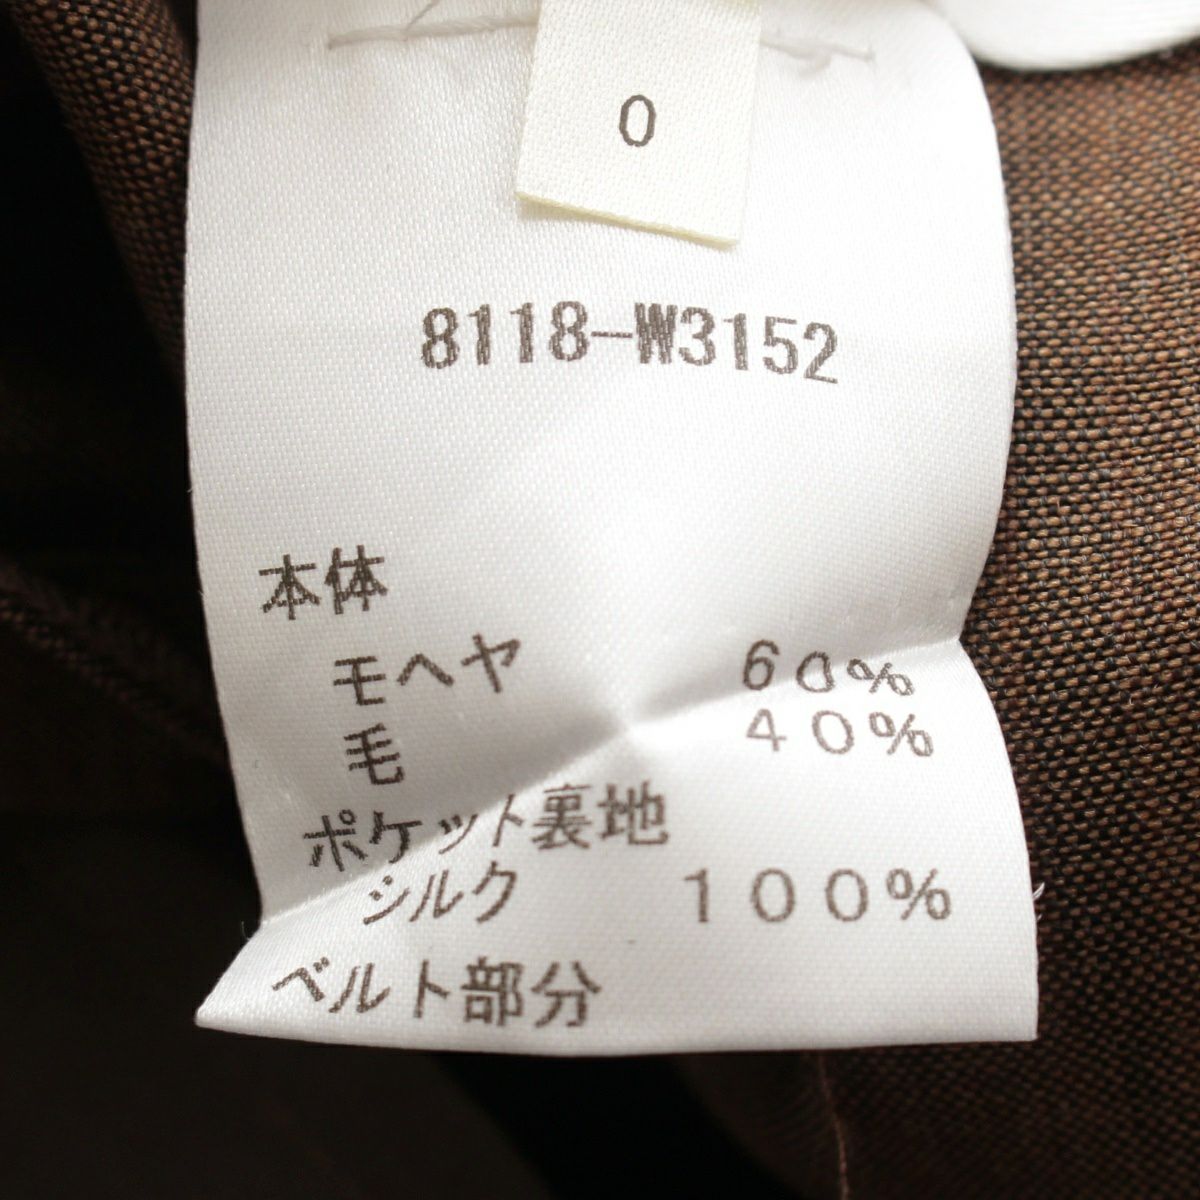 0
8118-W3152
本体
モヘヤ 60%
毛 40%
ポケット裏地
シルク 100%
ベルト部分